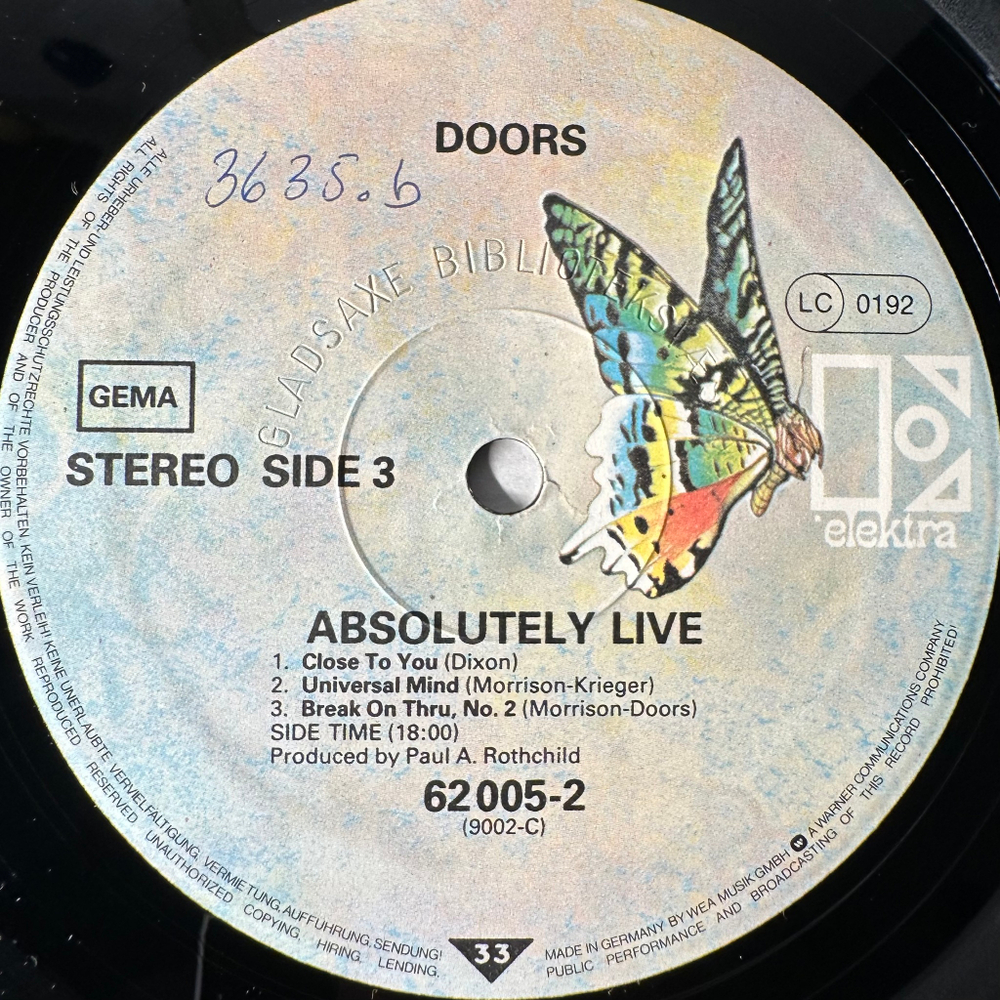 DOORS
3635.b
GLADSAXE BIBLIOTEKSV
LC 0192
GEMA
STEREO SIDE 3
elektra
ABSOLUTELY LIVE
1. Close To You (Dixon)
2. Universal Mind (Morrison-Krieger)
3. Break On Thru, No. 2 (Morrison-Doors)
SIDE TIME (18:00)
Produced by Paul A. Rothchild
62 005-2
(9002-C)
33
ALLE URHEBER- UND LEISTUNGSSCHUTZRECHTE VORBEHALTEN. KEIN VERLEIH! KEINE UNERLAUBTE VERVIELFÄLTIGUNG, VERMIETUNG, AUFFÜHRUNG, SENDUNG!
ALL RIGHTS OF THE PRODUCER AND OF THE OWNER OF THE WORK REPRODUCED RESERVED UNAUTHORIZED COPYING, HIRING, LENDING,
MADE IN GERMANY BY WEA MUSIK GMBH A WARNER COMMUNICATIONS COMPANY
PUBLIC PERFORMANCE AND BROADCASTING OF THIS RECORD PROHIBITED!